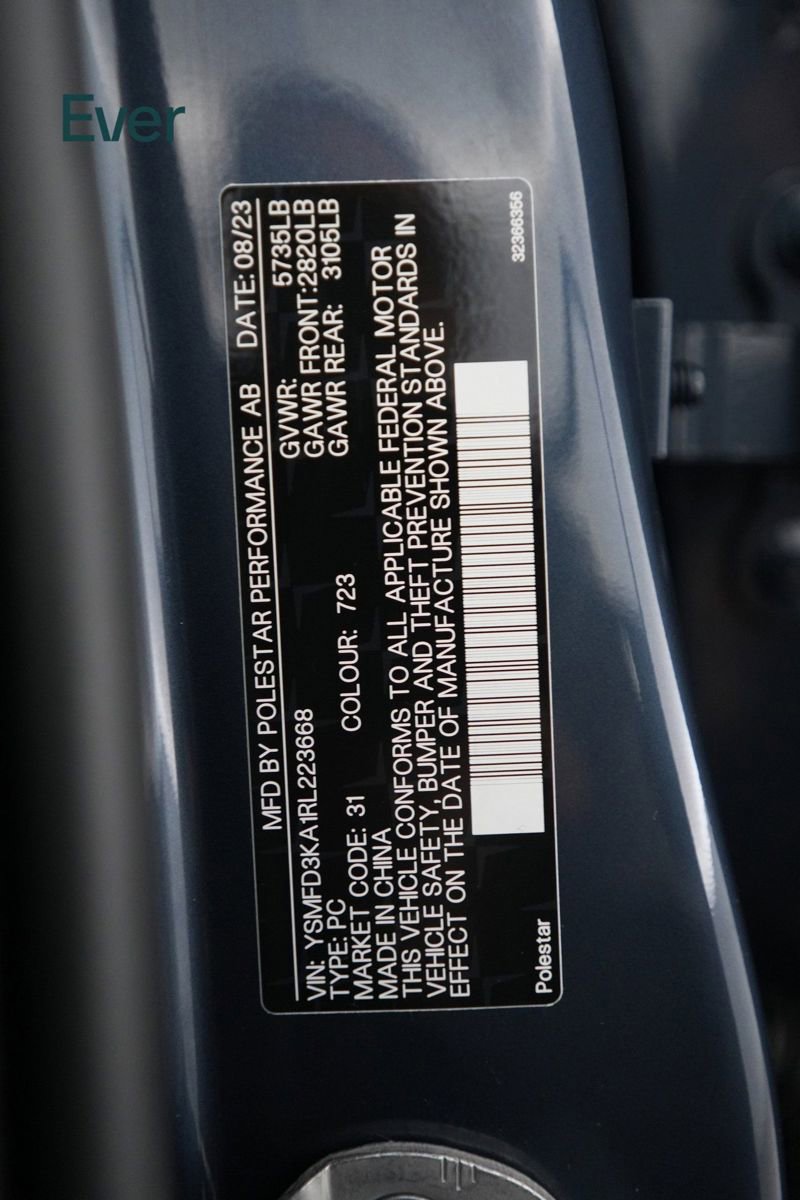 Ever
MFD BY POLESTAR PERFORMANCE AB DATE: 08/23
GVWR: 5735LB
GAWR FRONT:2820LB
VIN: YSMFD3KA1RL223668 GAWR REAR: 3105LB
TYPE: PC COLOUR: 723
MARKET CODE: 31
MADE IN CHINA
THIS VEHICLE CONFORMS TO ALL APPLICABLE FEDERAL MOTOR
VEHICLE SAFETY, BUMPER AND THEFT PREVENTION STANDARDS IN
EFFECT ON THE DATE OF MANUFACTURE SHOWN ABOVE.
Polestar 32366356